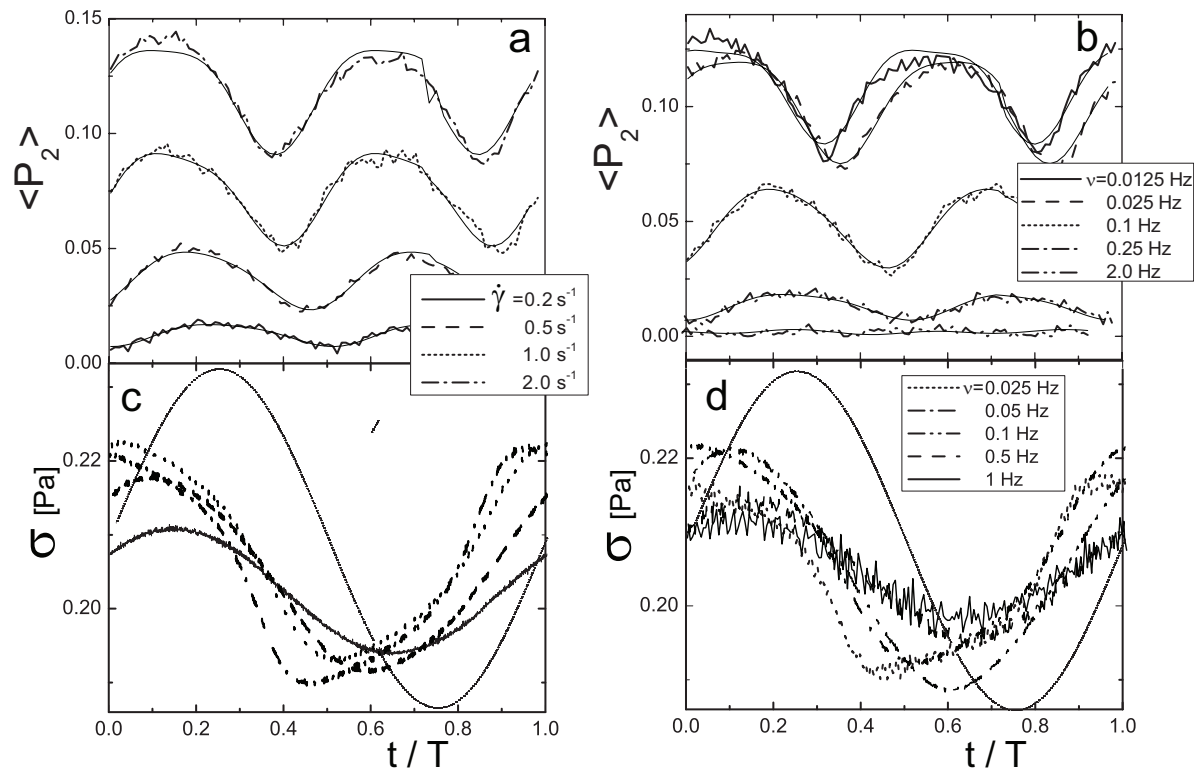 a
0.15
0.10
0.05
0.00
<P2>
γ̇ =0.2 s-1
0.5 s-1
1.0 s-1
2.0 s-1
b
0.10
0.05
0.00
<P2>
ν=0.0125 Hz
0.025 Hz
0.1 Hz
0.25 Hz
2.0 Hz
c
0.22
0.20
σ [Pa]
0.0 0.2 0.4 0.6 0.8 1.0
t / T
d
0.22
0.20
σ [Pa]
ν=0.025 Hz
0.05 Hz
0.1 Hz
0.5 Hz
1 Hz
0.0 0.2 0.4 0.6 0.8 1.0
t / T